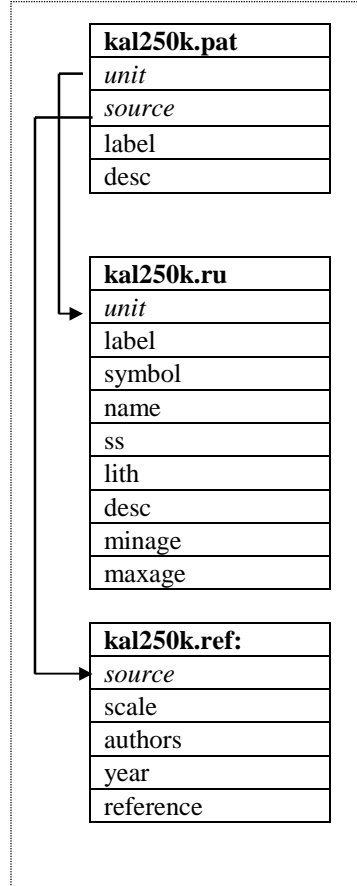 kal250k.pat
unit
source
label
desc
kal250k.ru
unit
label
symbol
name
ss
lith
desc
minage
maxage
kal250k.ref:
source
scale
authors
year
reference